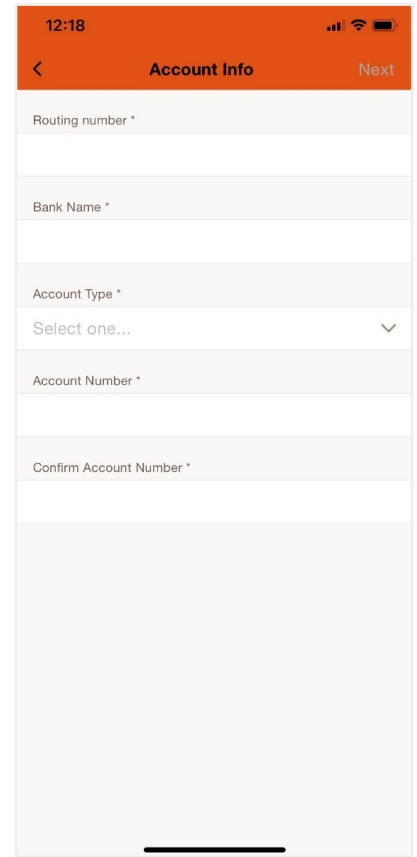 12:18
Account Info
Next
Routing number *
Bank Name *
Account Type *
Select one...
Account Number *
Confirm Account Number *